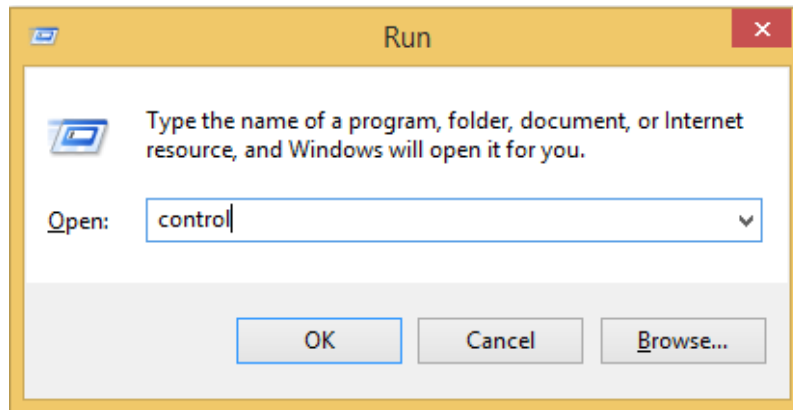 Run
Type the name of a program, folder, document, or Internet
resource, and Windows will open it for you.
Open: control
OK Cancel Browse...